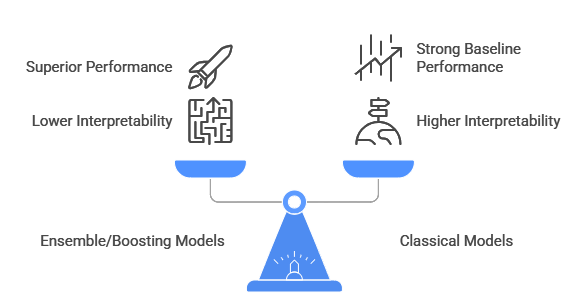 Superior Performance
Strong Baseline
Performance
Lower Interpretability
Higher Interpretability
Ensemble/Boosting Models
Classical Models